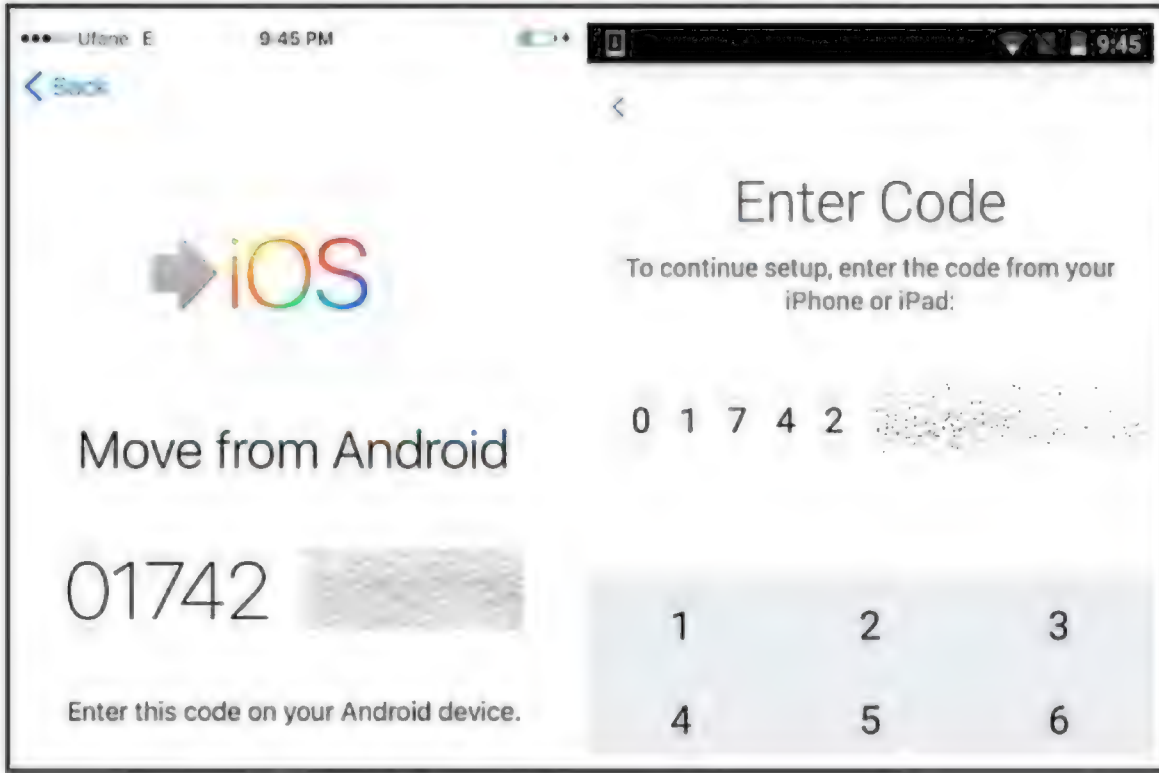 Ufone E 9:45 PM
Back
iOS
Move from Android
01742
Enter this code on your Android device.
9:45
Enter Code
To continue setup, enter the code from your
iPhone or iPad:
0 1 7 4 2
1 2 3
4 5 6